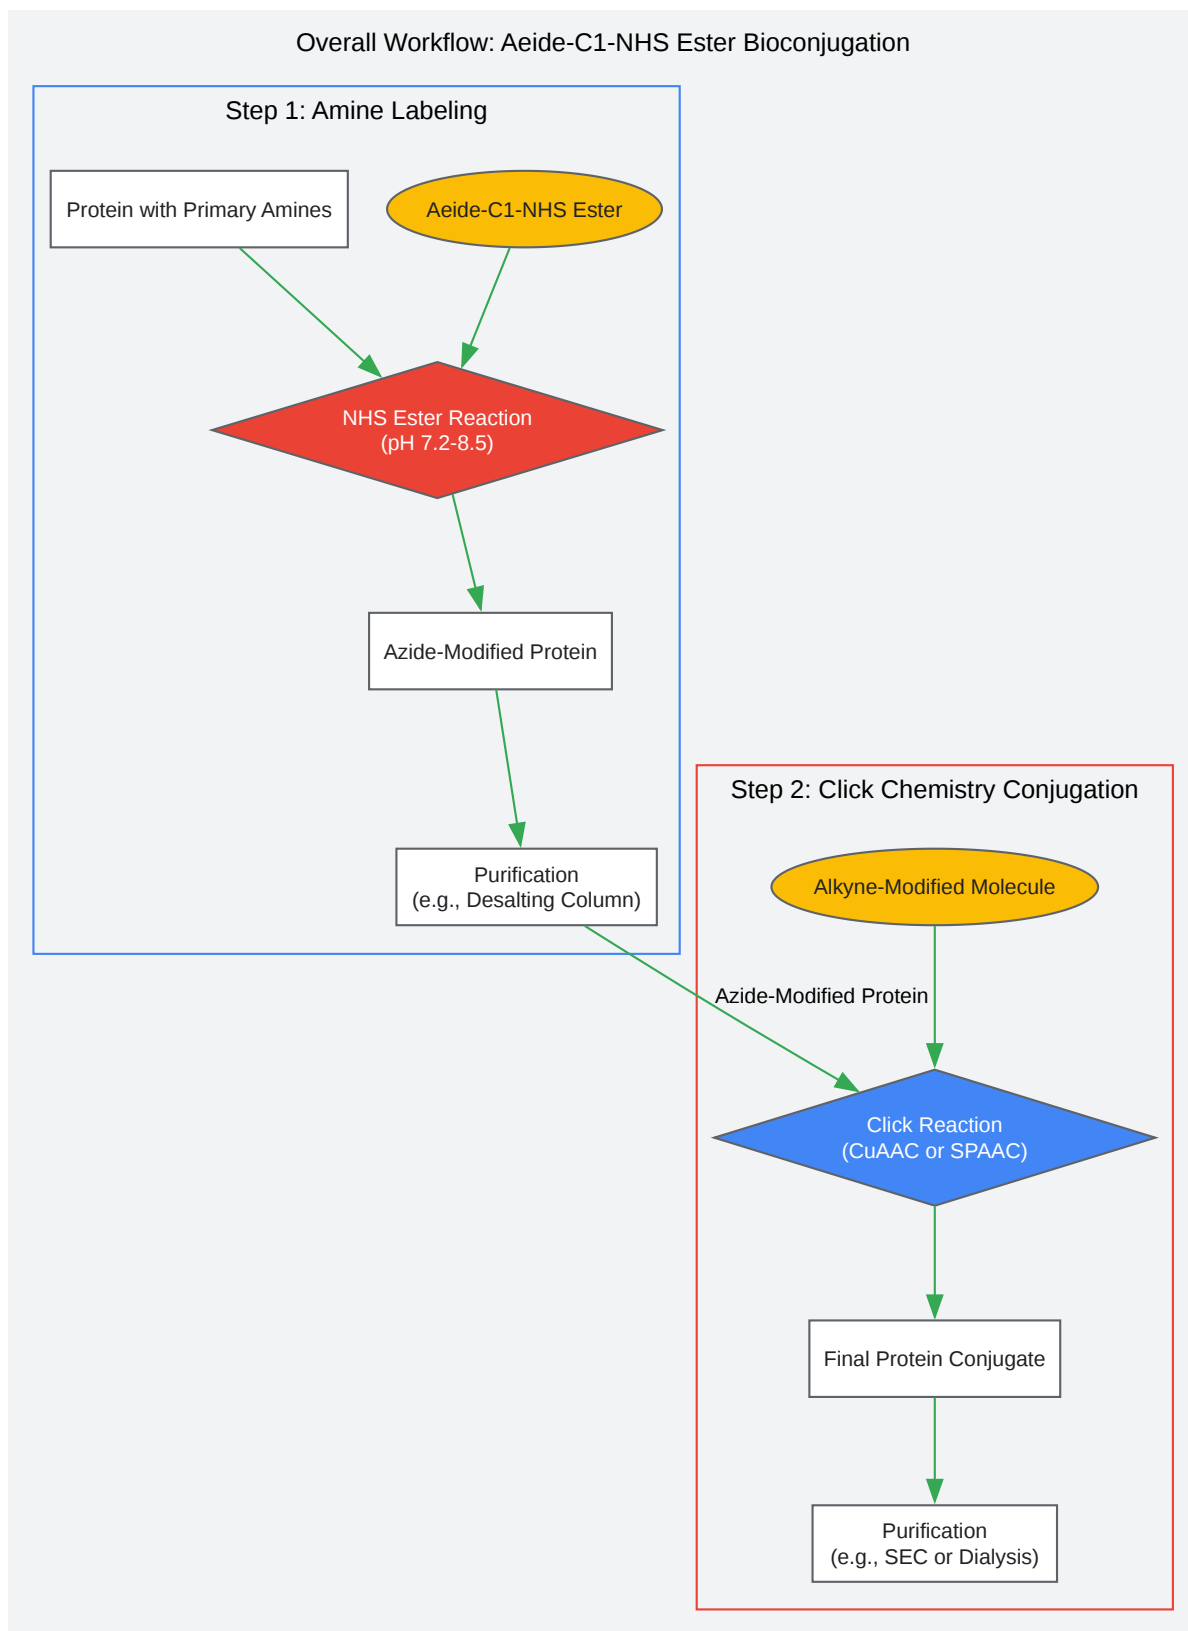 Overall Workflow: Aeide-C1-NHS Ester Bioconjugation
Step 1: Amine Labeling
Protein with Primary Amines
Aeide-C1-NHS Ester
NHS Ester Reaction
(pH 7.2-8.5)
Azide-Modified Protein
Purification
(e.g., Desalting Column)
Step 2: Click Chemistry Conjugation
Alkyne-Modified Molecule
Azide-Modified Protein
Click Reaction
(CuAAC or SPAAC)
Final Protein Conjugate
Purification
(e.g., SEC or Dialysis)